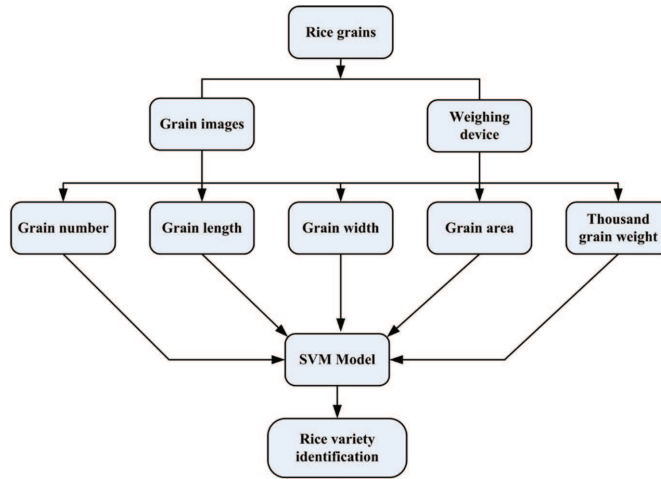 Rice grains
Grain images
Weighing
device
Grain number
Grain length
Grain width
Grain area
Thousand
grain weight
SVM Model
Rice variety
identification